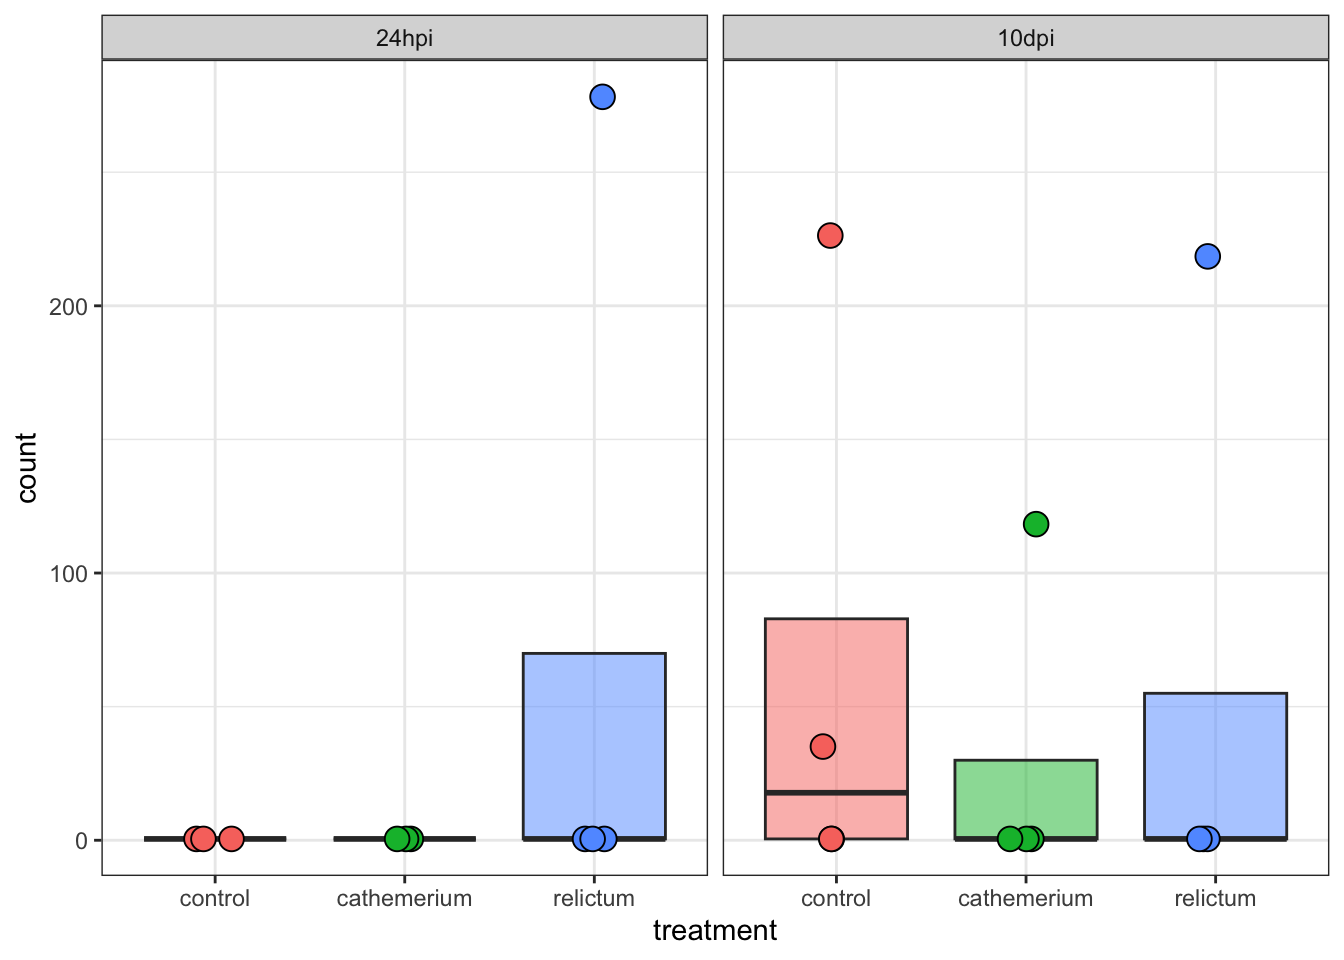 24hpi
10dpi
count
200
100
0
control cathemerium relictum
control cathemerium relictum
treatment